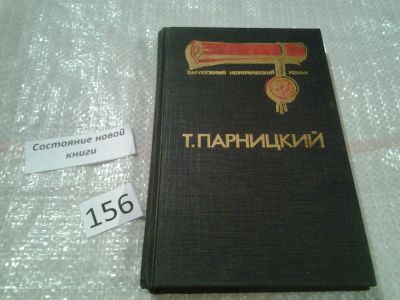 ЗАРУБЕЖНЫЙ ИСТОРИЧЕСКИЙ РОМАН
Т. ПАРНИЦКИЙ
Состояние новой
книги
156